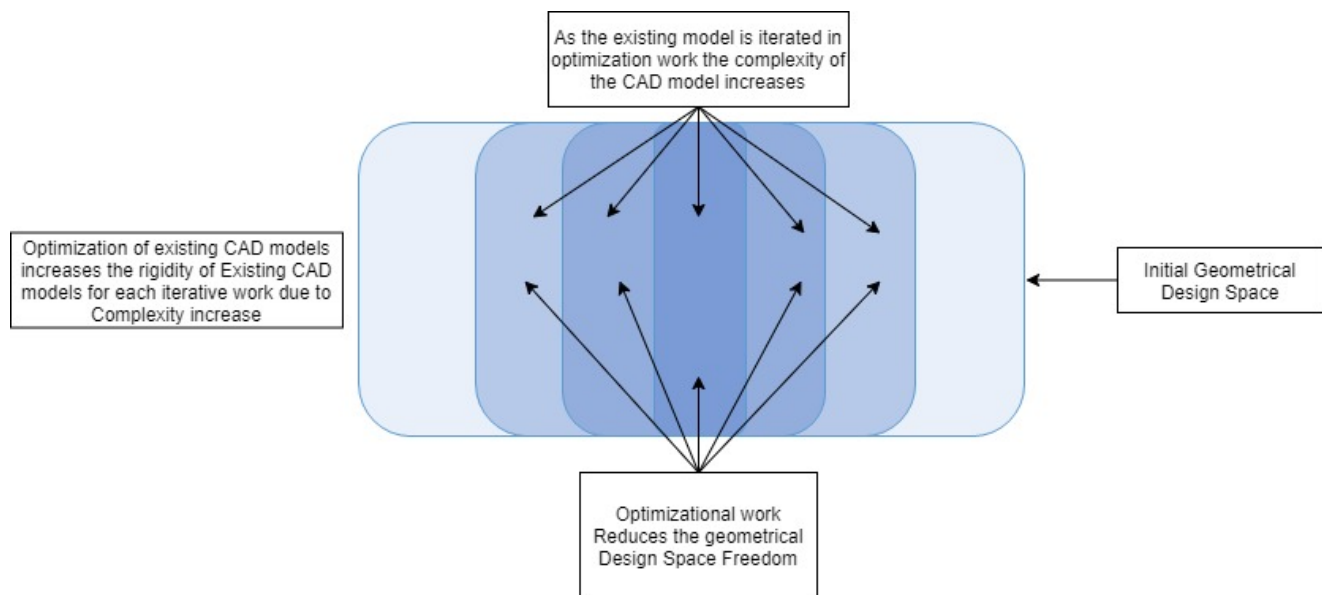 As the existing model is iterated in
optimization work the complexity of
the CAD model increases
Optimization of existing CAD models
increases the rigidity of Existing CAD
models for each iterative work due to
Complexity increase
Initial Geometrical
Design Space
Optimizational work
Reduces the geometrical
Design Space Freedom